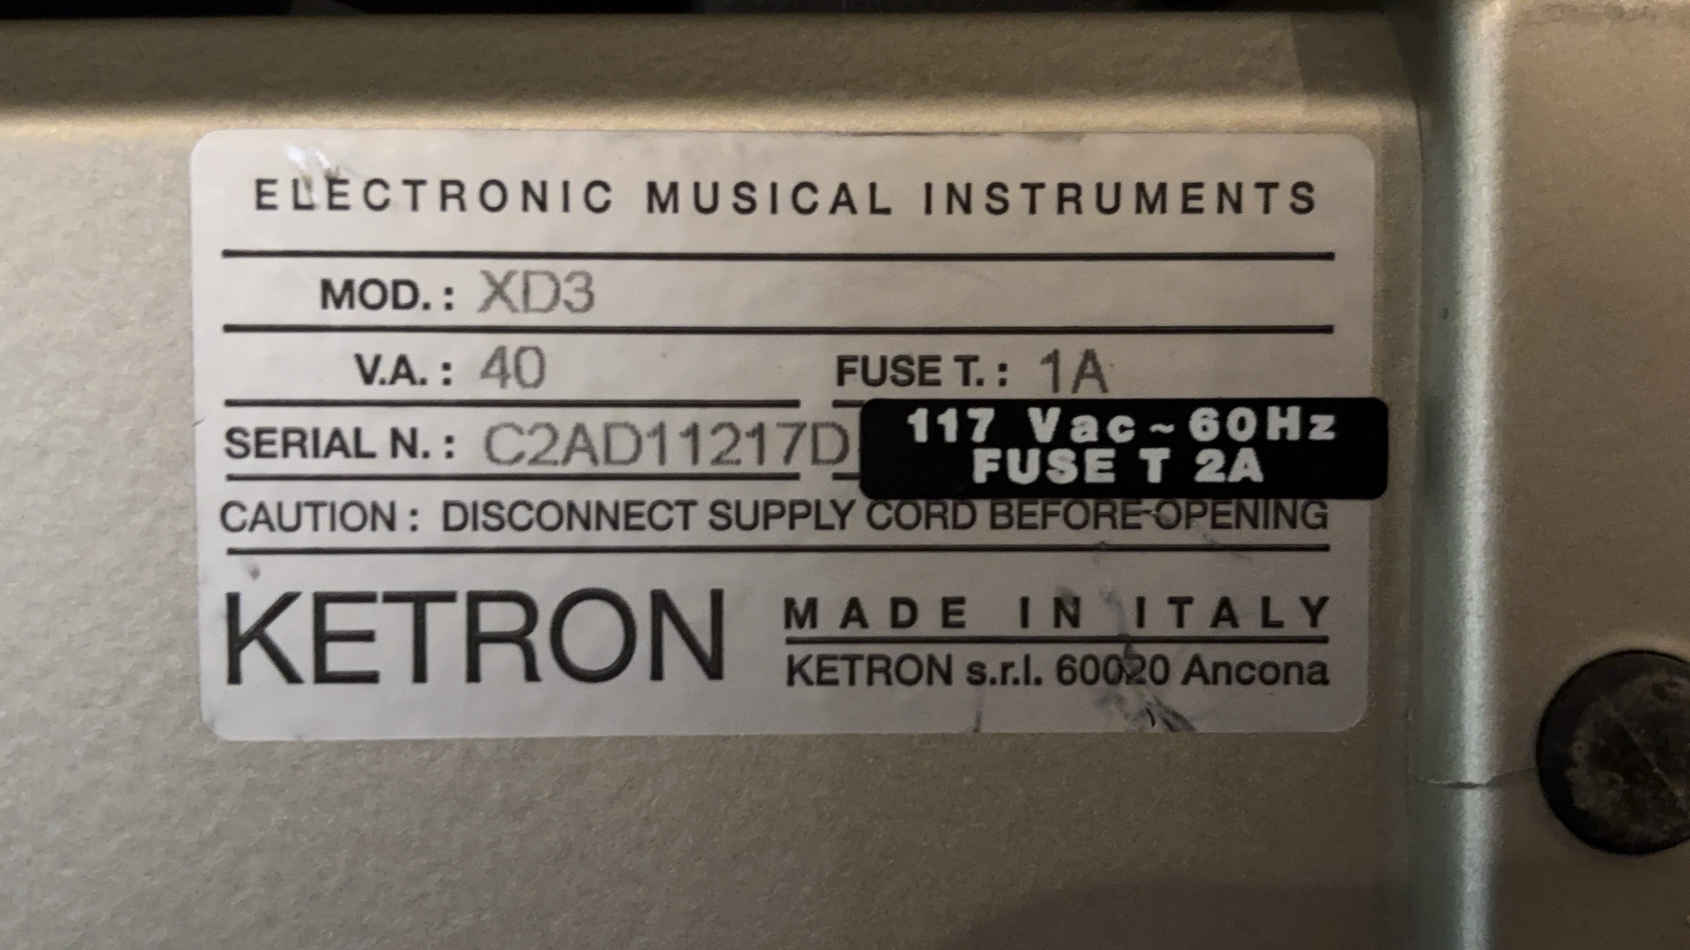 ELECTRONIC MUSICAL INSTRUMENTS
MOD. : XD3
V.A. : 40 FUSE T. : 1A
SERIAL N. : C2AD11217D
117 Vac ~ 60Hz
FUSE T 2A
CAUTION : DISCONNECT SUPPLY CORD BEFORE OPENING
KETRON
MADE IN ITALY
KETRON s.r.l. 60020 Ancona